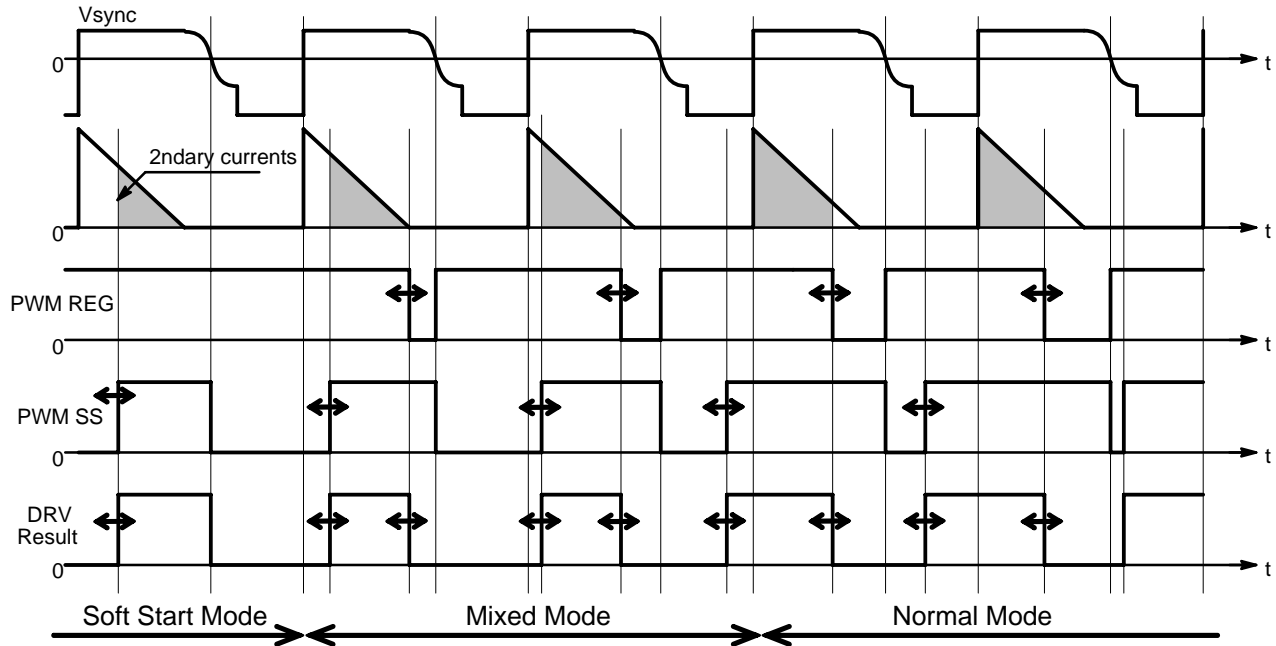 Vsync
0
t
2ndary currents
0
t
PWM REG
0
t
PWM SS
0
t
DRV
Result
0
t
Soft Start Mode
Mixed Mode
Normal Mode